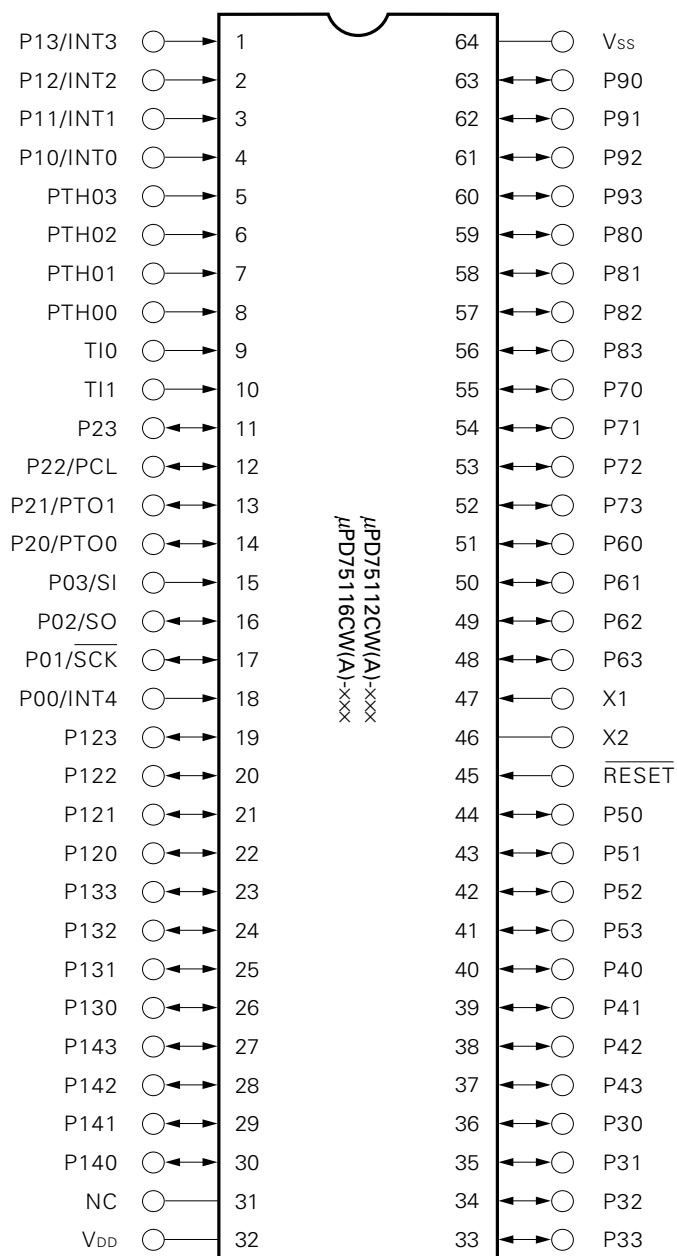 P13/INT3 1 64 Vss
P12/INT2 2 63 P90
P11/INT1 3 62 P91
P10/INT0 4 61 P92
PTH03 5 60 P93
PTH02 6 59 P80
PTH01 7 58 P81
PTH00 8 57 P82
TI0 9 56 P83
TI1 10 55 P70
P23 11 54 P71
P22/PCL 12 53 P72
P21/PTO1 13 52 P73
P20/PTO0 14 51 P60
P03/SI 15 50 P61
P02/SO 16 49 P62
P01/SCK 17 48 P63
P00/INT4 18 47 X1
P123 19 46 X2
P122 20 45 RESET
P121 21 44 P50
P120 22 43 P51
P133 23 42 P52
P132 24 41 P53
P131 25 40 P40
P130 26 39 P41
P143 27 38 P42
P142 28 37 P43
P141 29 36 P30
P140 30 35 P31
NC 31 34 P32
VDD 32 33 P33
μPD75112CW(A)-×××
μPD75116CW(A)-×××